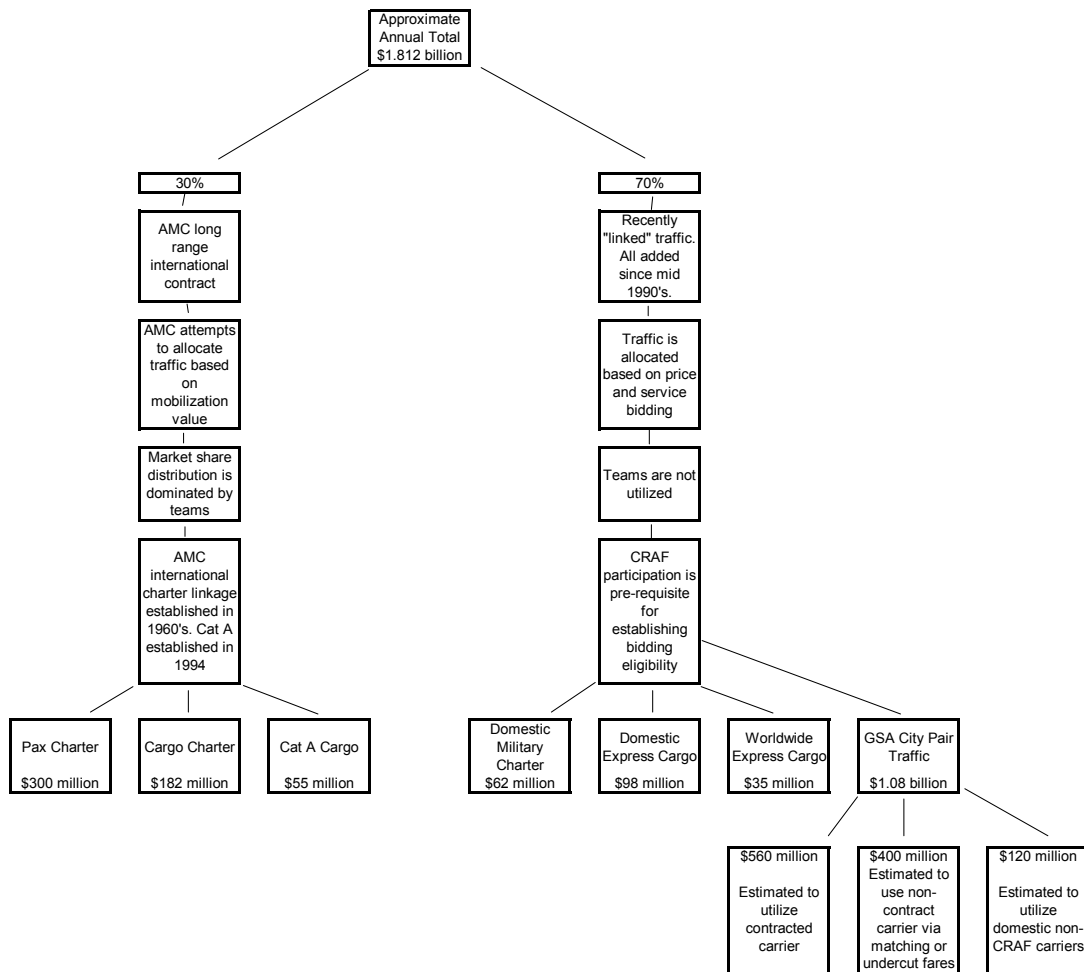 Approximate
Annual Total
$1.812 billion
30%
70%
AMC long
range
international
contract
Recently
"linked" traffic.
All added
since mid
1990's.
AMC attempts
to allocate
traffic based
on
mobilization
value
Traffic is
allocated
based on price
and service
bidding
Market share
distribution is
dominated by
teams
Teams are not
utilized
AMC
international
charter linkage
established in
1960's. Cat A
established in
1994
CRAF
participation is
pre-requisite
for
establishing
bidding
eligibility
Pax Charter
$300 million
Cargo Charter
$182 million
Cat A Cargo
$55 million
Domestic
Military
Charter
$62 million
Domestic
Express Cargo
$98 million
Worldwide
Express Cargo
$35 million
GSA City Pair
Traffic
$1.08 billion
$560 million
Estimated to
utilize
contracted
carrier
$400 million
Estimated to
use non-
contract
carrier via
matching or
undercut fares
$120 million
Estimated to
utilize
domestic non-
CRAF carriers